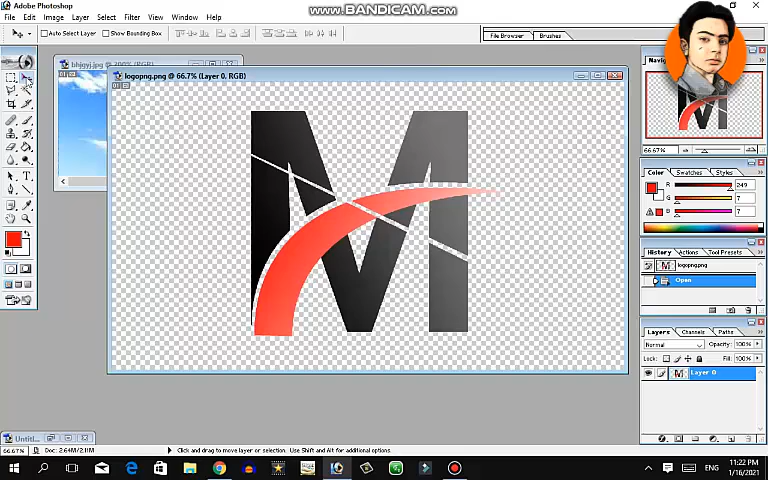 Adobe Photoshop
www.BANDICAM.com
File Edit Image Layer Select Filter View Window Help
Auto Select Layer Show Bounding Box
File Browser Brushes
logopng.png @ 66.7% (Layer 0, RGB)
66.67%
Color Swatches Styles
R 249
G 7
B 7
History Actions Tool Presets
logopng.png
Open
Layers Channels Paths
Normal Opacity: 100%
Lock: Fill: 100%
Layer 0
Untitl...
66.67% Doc: 2.64M/2.11M Click and drag to move layer or selection. Use Shift and Alt for additional options.
ENG
11:22 PM
1/16/2021